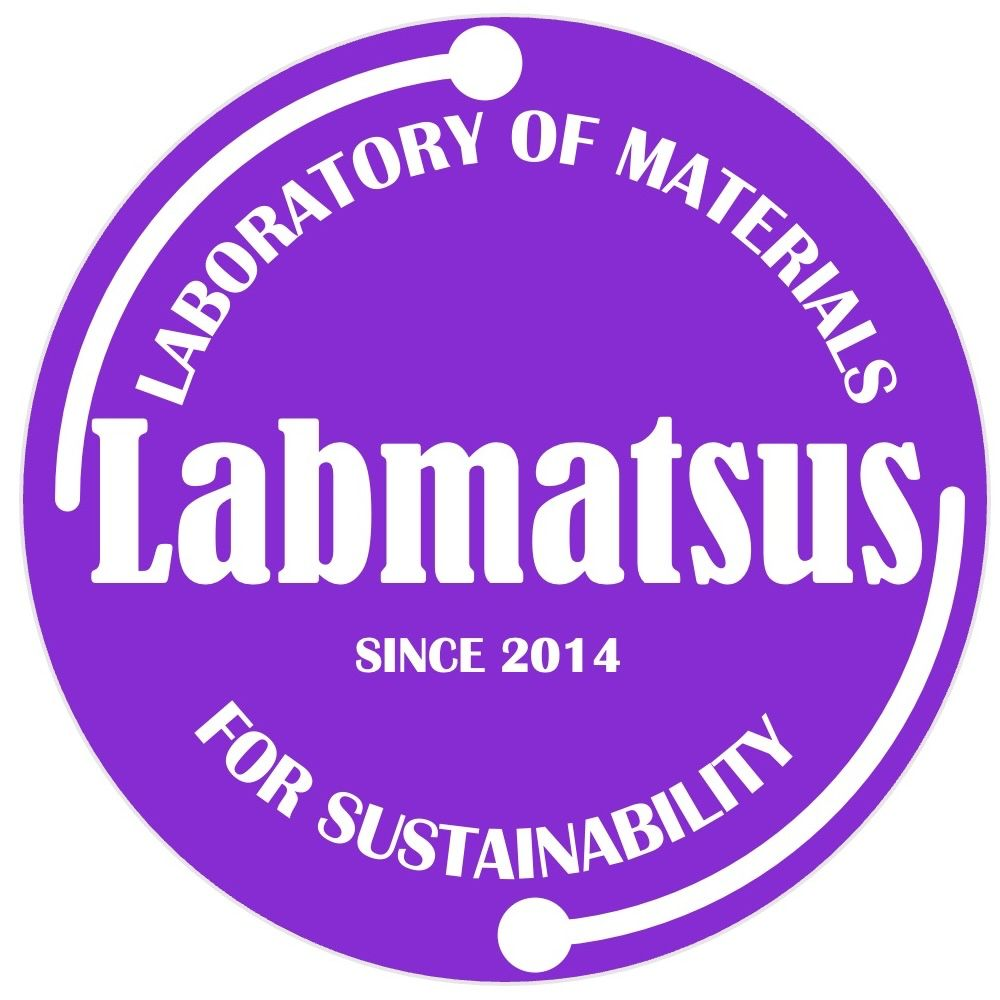 LABORATORY OF MATERIALS
Labmatsus
SINCE 2014
FOR SUSTAINABILITY